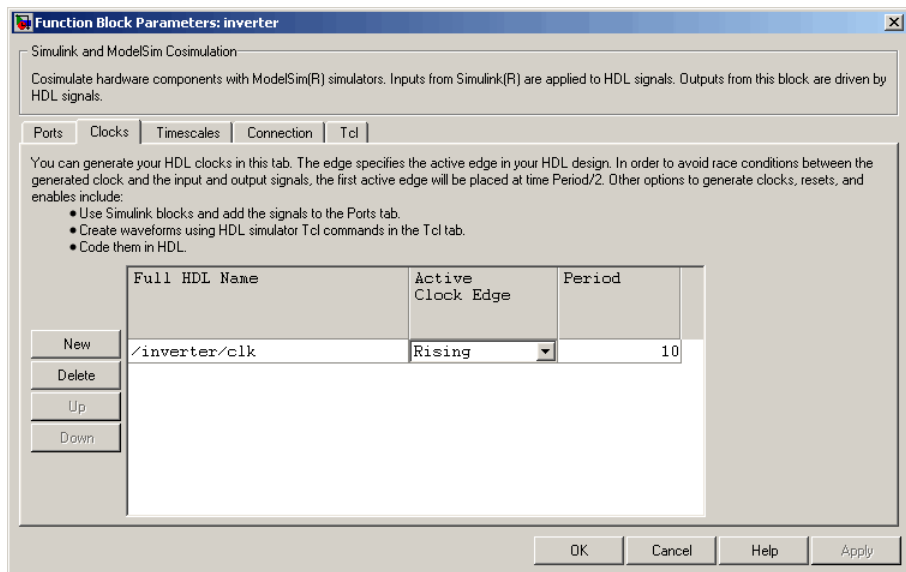 Function Block Parameters: inverter
Simulink and ModelSim Cosimulation
Cosimulate hardware components with ModelSim(R) simulators. Inputs from Simulink(R) are applied to HDL signals. Outputs from this block are driven by
HDL signals.
Ports Clocks Timescales Connection Tcl
You can generate your HDL clocks in this tab. The edge specifies the active edge in your HDL design. In order to avoid race conditions between the
generated clock and the input and output signals, the first active edge will be placed at time Period/2. Other options to generate clocks, resets, and
enables include:
• Use Simulink blocks and add the signals to the Ports tab.
• Create waveforms using HDL simulator Tcl commands in the Tcl tab.
• Code them in HDL.
Full HDL Name Active Period
Clock Edge
New
/inverter/clk Rising 10
Delete
Up
Down
OK Cancel Help Apply